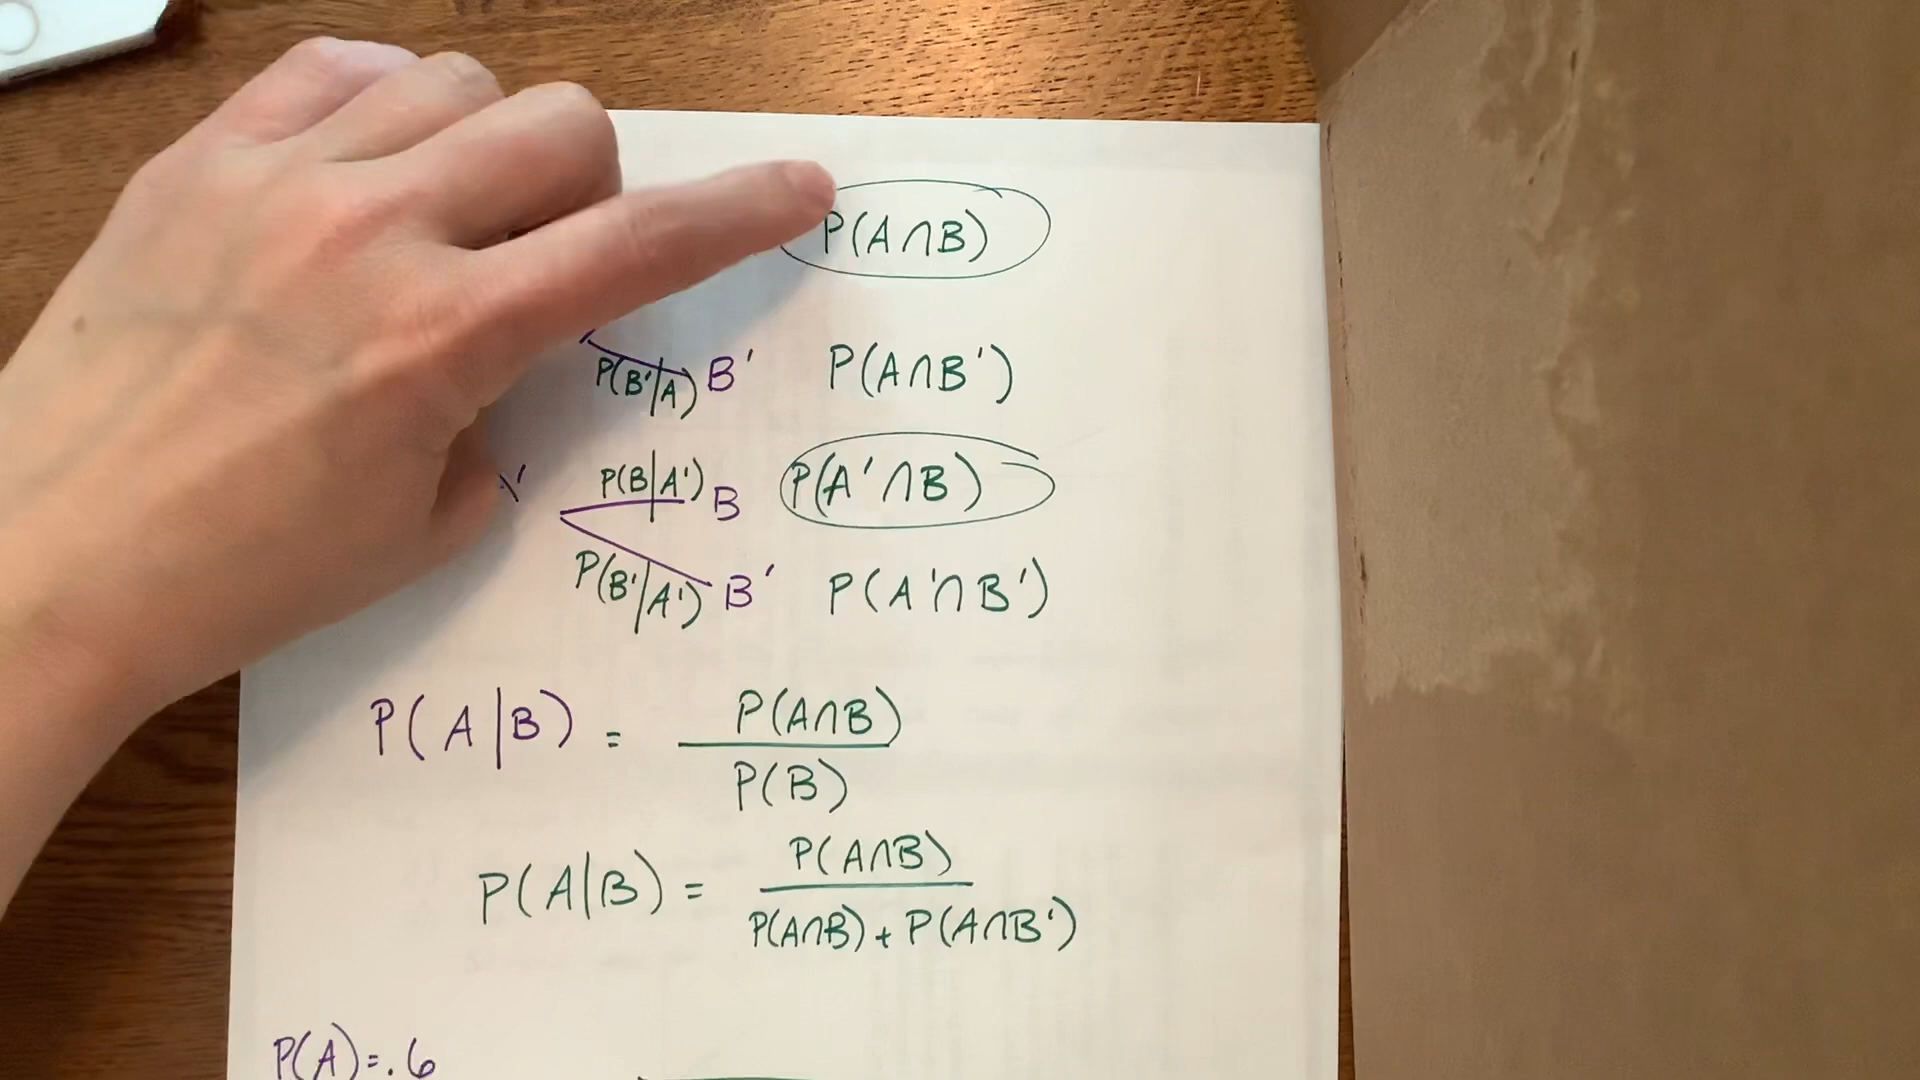 P(A∩B)
P(B'|A) B' P(A∩B')
P(B|A') B P(A'∩B)
P(B'|A') B' P(A'∩B')
P(A|B) = P(A∩B)
P(B)
P(A|B) = P(A∩B)
P(A∩B) + P(A∩B')
P(A)=.6